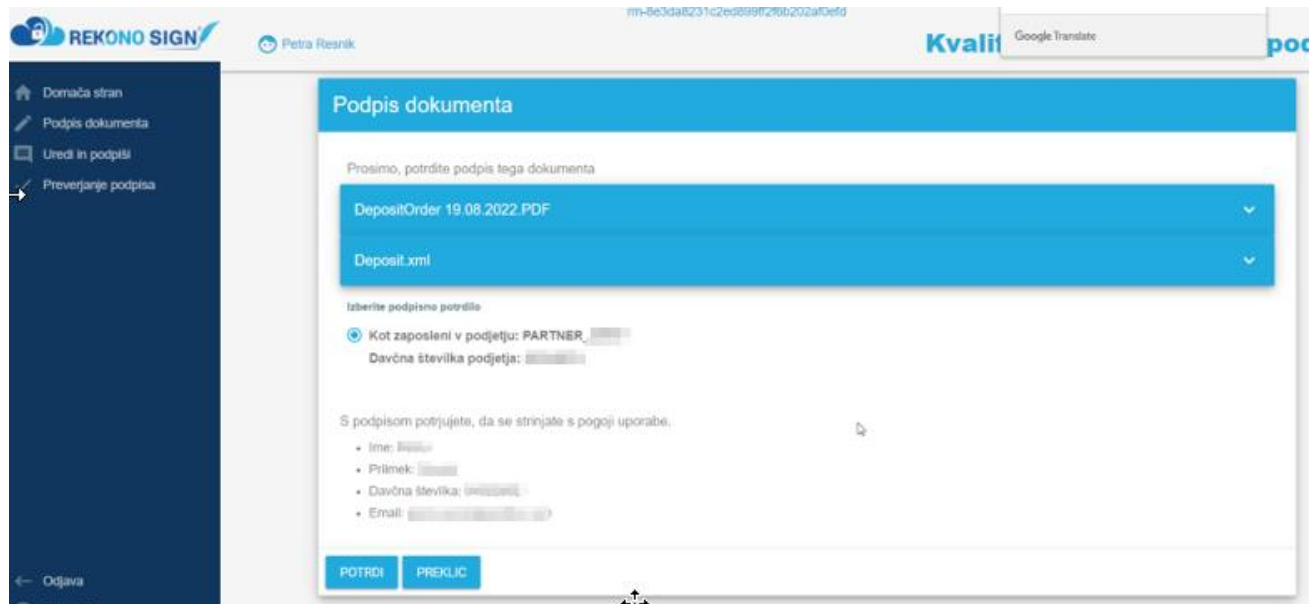 REKONO SIGN
Petra Resnik
Kvalif
Google Translate
pod
Domača stran
Podpis dokumenta
Uredi in podpiši
Preverjanje podpisa
Podpis dokumenta
Prosimo, potrdite podpis tega dokumenta
DepositOrder 19.08.2022.PDF
Deposit.xml
Izberite podpisno potrdilo
Kot zaposleni v podjetju: PARTNER_
Davčna številka podjetja:
S podpisom potrjujete, da se strinjate s pogoji uporabe.
Ime:
Priimek:
Davčna številka:
Email:
POTRDI
PREKLIC
Odjava